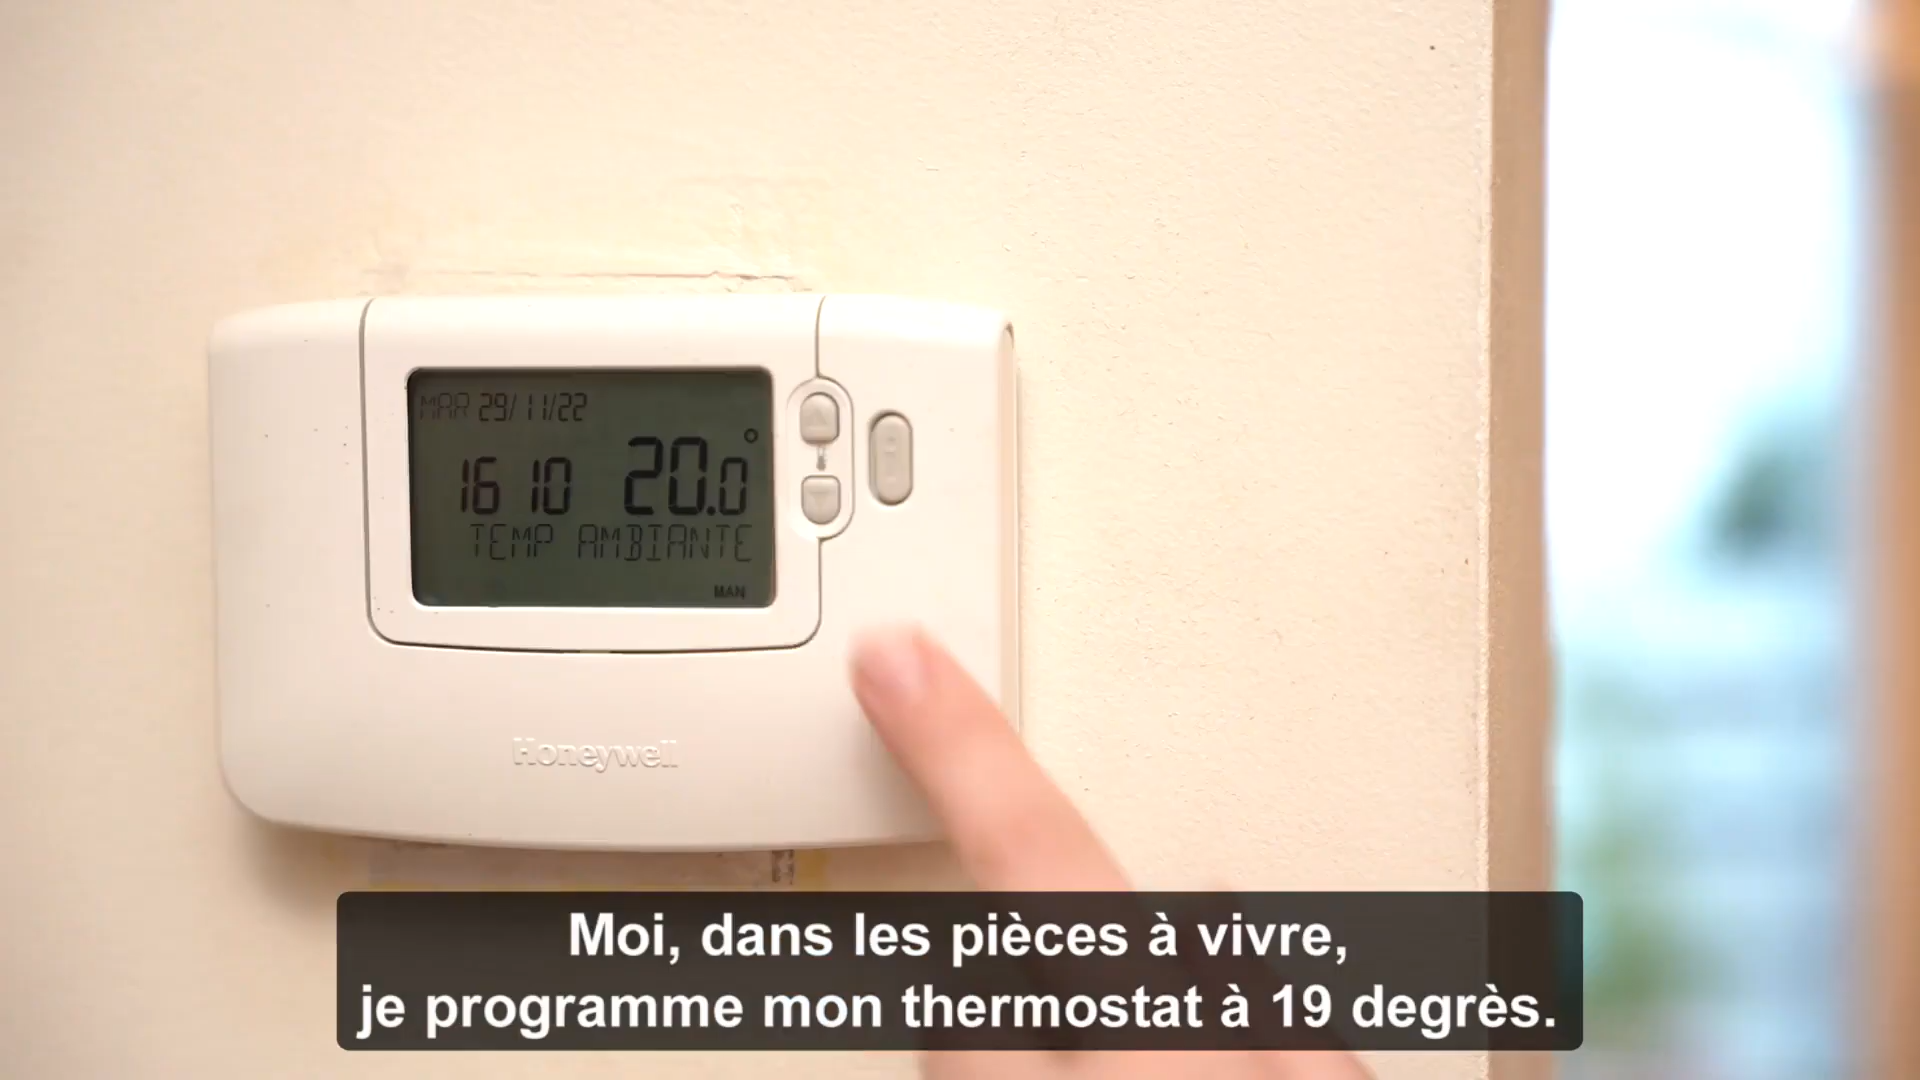 MAR 29/11/22
16 10 20.0°
TEMP AMBIANTE
MAN
Honeywell
Moi, dans les pièces à vivre,
je programme mon thermostat à 19 degrès.